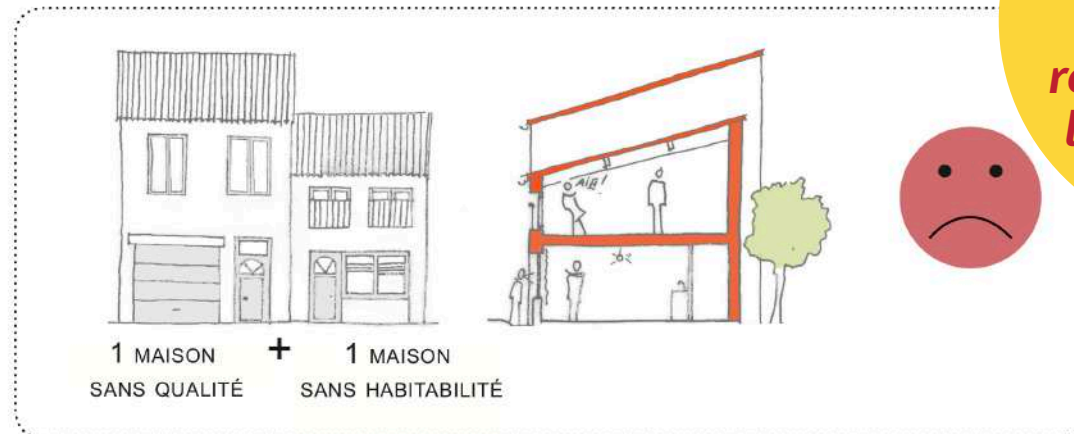 AÏE !
1 MAISON
SANS QUALITÉ
+
1 MAISON
SANS HABITABILITÉ